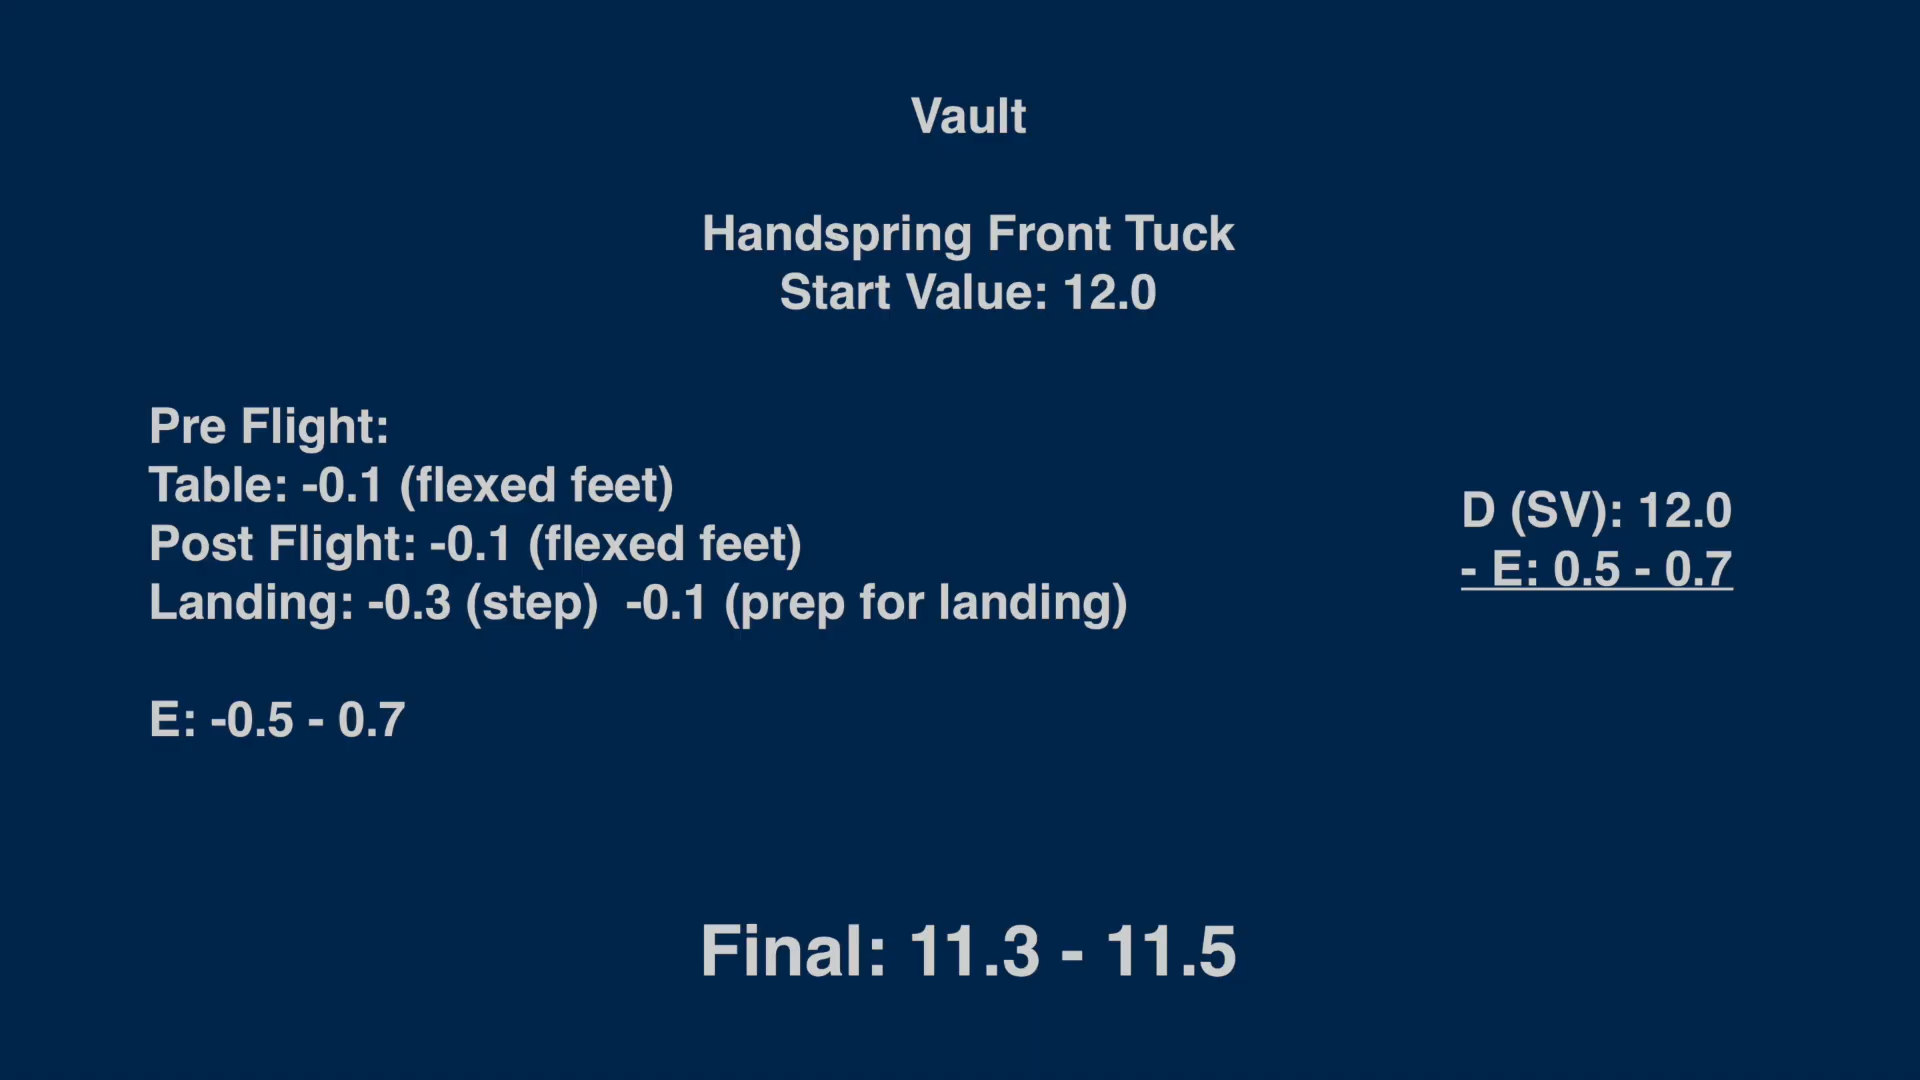 Vault
Handspring Front Tuck
Start Value: 12.0
Pre Flight:
Table: -0.1 (flexed feet)
Post Flight: -0.1 (flexed feet)
Landing: -0.3 (step)  -0.1 (prep for landing)
E: -0.5 - 0.7
D (SV): 12.0
- E: 0.5 - 0.7
Final: 11.3 - 11.5